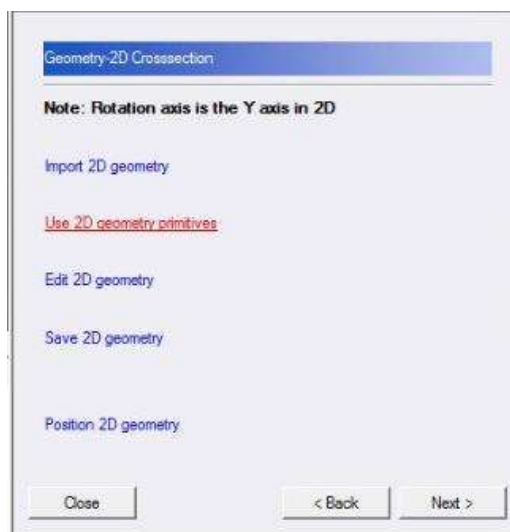 Geometry-2D Crosssection
Note: Rotation axis is the Y axis in 2D
Import 2D geometry
Use 2D geometry primitives
Edit 2D geometry
Save 2D geometry
Position 2D geometry
Close
< Back
Next >